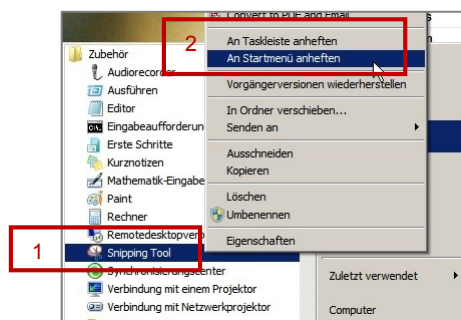 Convert to PDF and Email
2
An Taskleiste anheften
An Startmenü anheften
Zubehör
Audiorecorder
Ausführen
Vorgängerversionen wiederherstellen
Editor
In Ordner verschieben...
Eingabeaufforderun
Senden an
Erste Schritte
Kurznotizen
Ausschneiden
Mathematik-Eingabe
Kopieren
Paint
Löschen
Rechner
Umbenennen
Remotedesktopverb
Eigenschaften
1
Snipping Tool
Synchronisierungscenter
Zuletzt verwendet
Verbindung mit einem Projektor
Verbindung mit Netzwerkprojektor
Computer